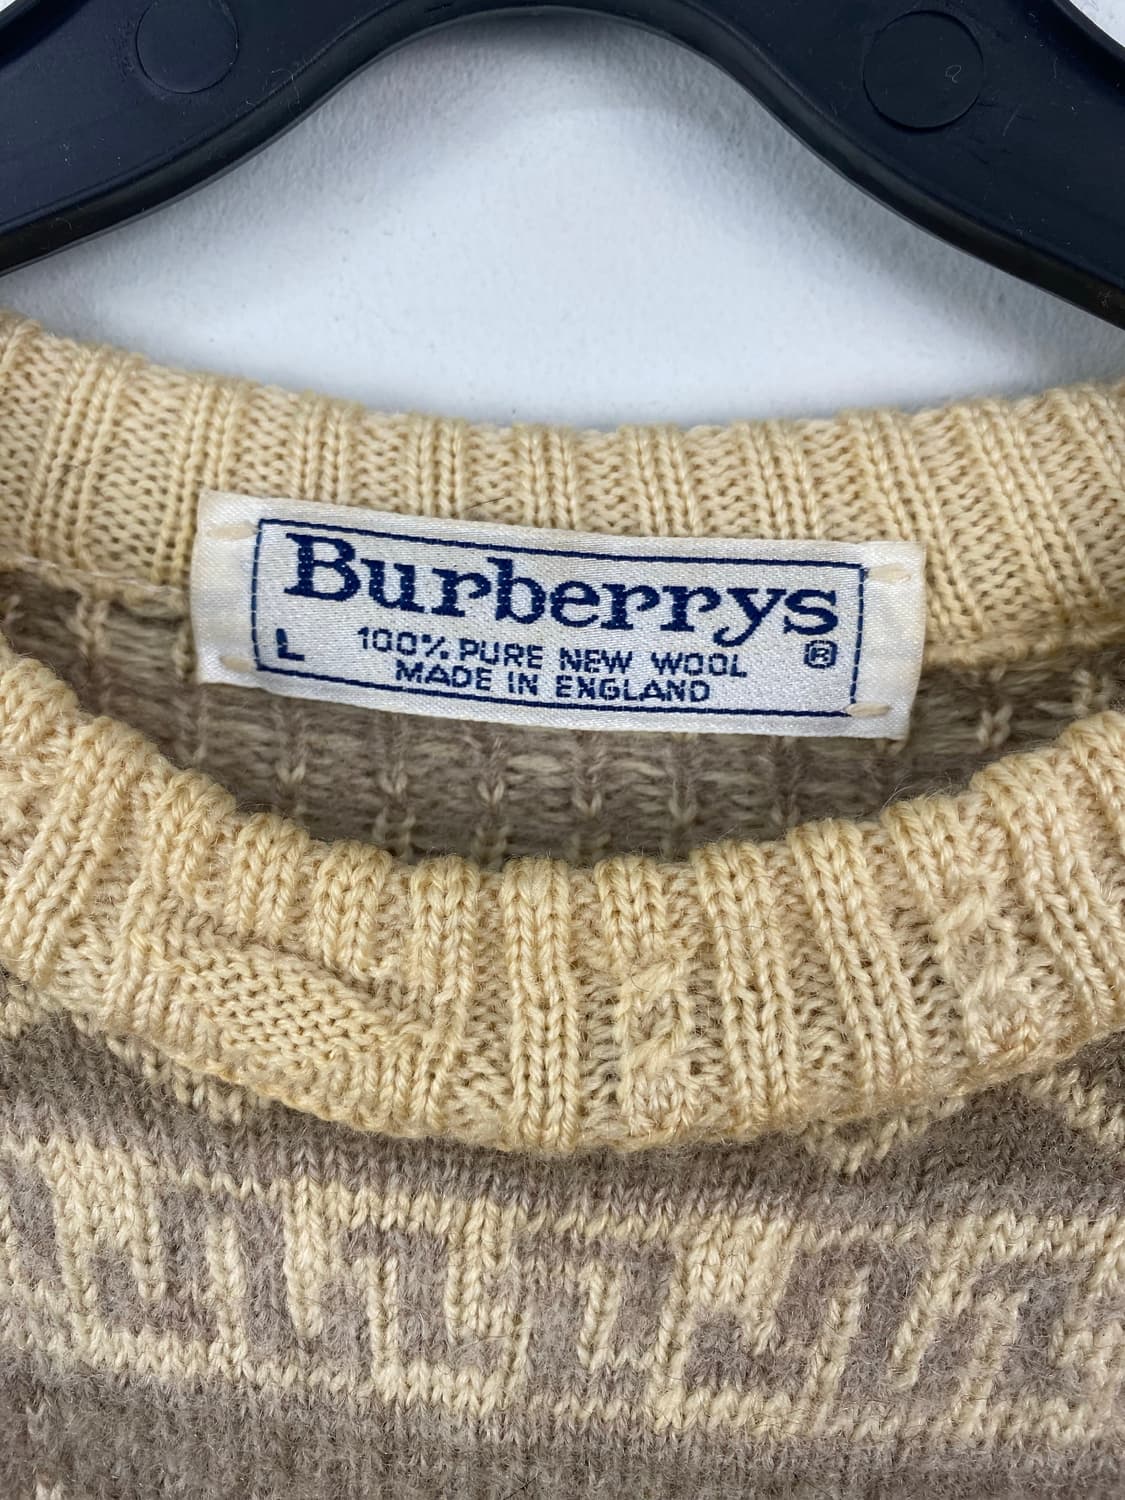 Burberrys
L 100% PURE NEW WOOL ®
MADE IN ENGLAND